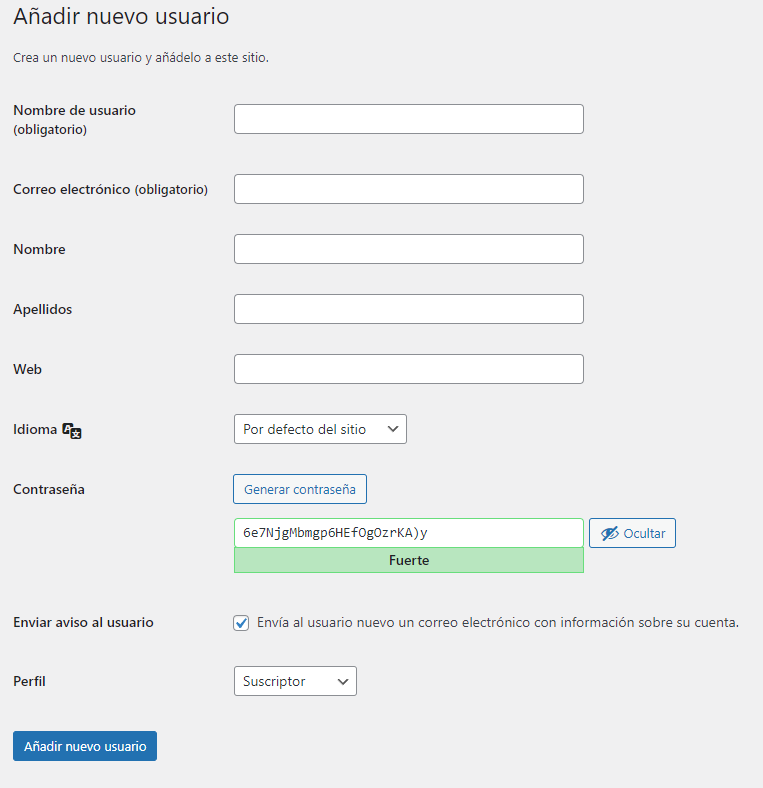 Añadir nuevo usuario
Crea un nuevo usuario y añádelo a este sitio.
Nombre de usuario
(obligatorio)
Correo electrónico (obligatorio)
Nombre
Apellidos
Web
Idioma
Por defecto del sitio
Contraseña
Generar contraseña
6e7NjgMbmgp6HEfOgOzrKA)y
Ocultar
Fuerte
Enviar aviso al usuario
Envía al usuario nuevo un correo electrónico con información sobre su cuenta.
Perfil
Suscriptor
Añadir nuevo usuario